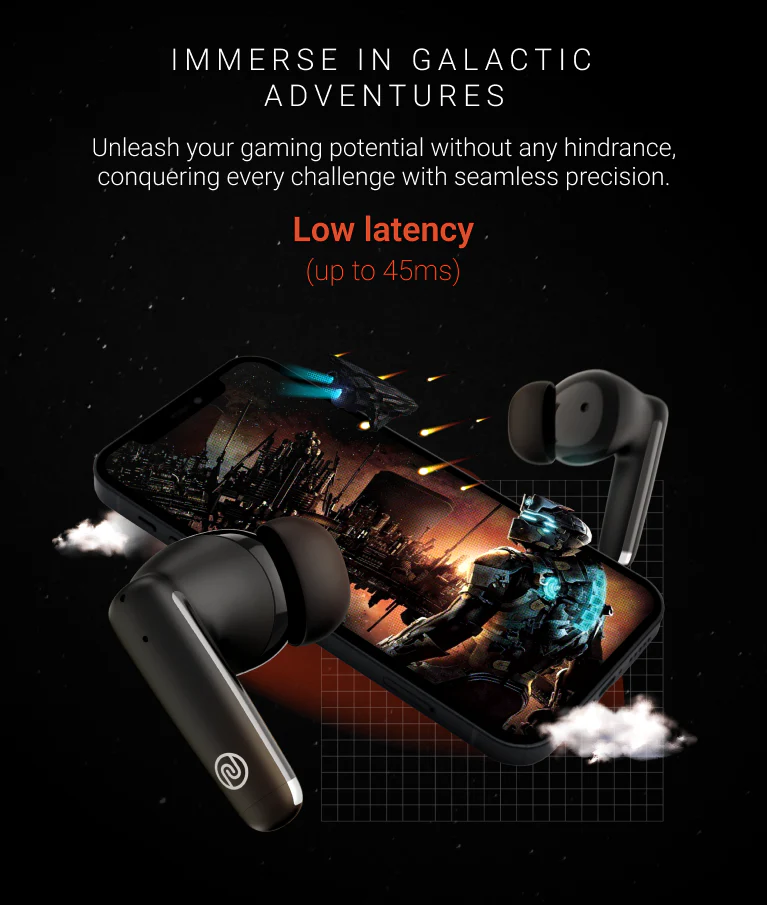 IMMERSE IN GALACTIC
ADVENTURES
Unleash your gaming potential without any hindrance,
conquering every challenge with seamless precision.
Low latency
(up to 45ms)